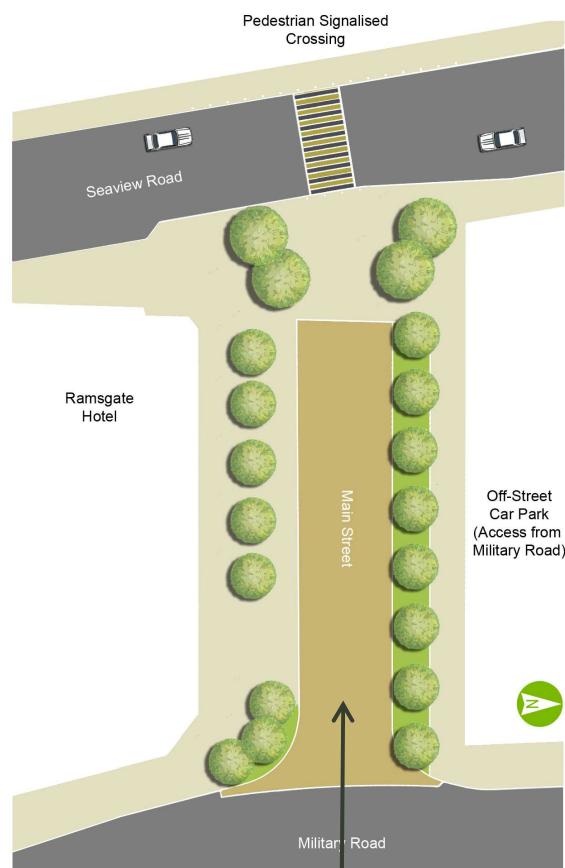 Pedestrian Signalised
Crossing
Seaview Road
Ramsgate
Hotel
Main Street
Off-Street
Car Park
(Access from
Military Road)
N
Military Road